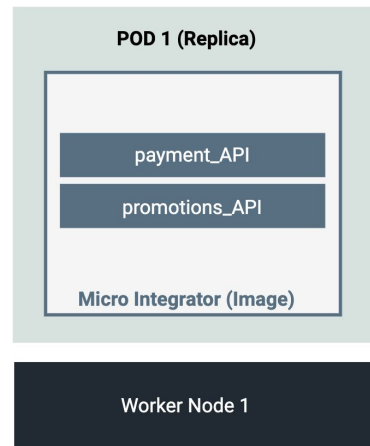 POD 1 (Replica)
payment_API
promotions_API
Micro Integrator (Image)
Worker Node 1